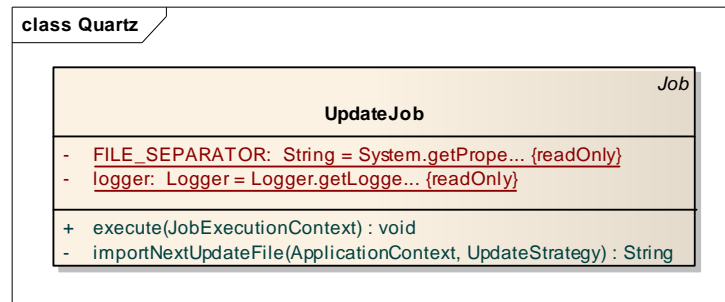 class Quartz
Job
UpdateJob
- FILE_SEPARATOR: String = System.getPrope... {readOnly}
- logger: Logger = Logger.getLogge... {readOnly}
+ execute(JobExecutionContext) : void
- importNextUpdateFile(ApplicationContext, UpdateStrategy) : String